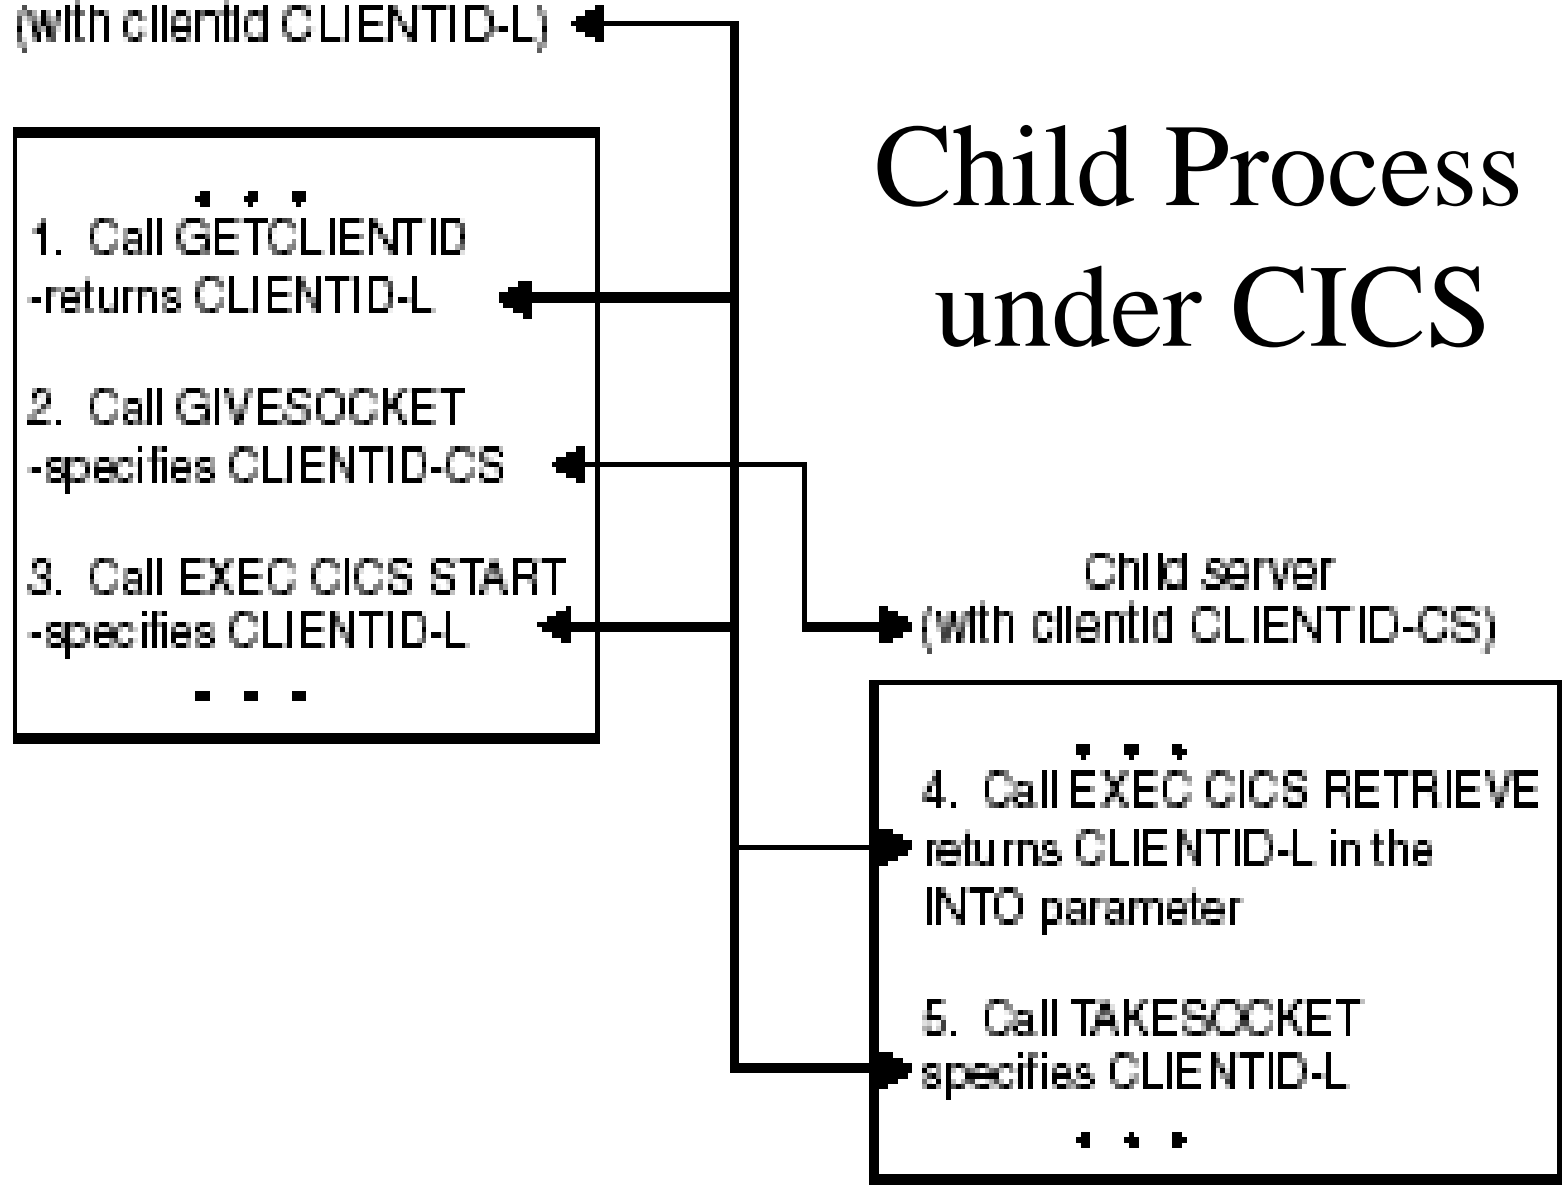 (with clientid CLIENTID-L)
Child Process
under CICS
. . .
1. Call GETCLIENTID
-returns CLIENTID-L
2. Call GIVESOCKET
-specifies CLIENTID-CS
3. Call EXEC CICS START
-specifies CLIENTID-L
. . .
Child server
(with clientid CLIENTID-CS)
. . .
4. Call EXEC CICS RETRIEVE
returns CLIENTID-L in the
INTO parameter
5. Call TAKESOCKET
specifies CLIENTID-L
. . .